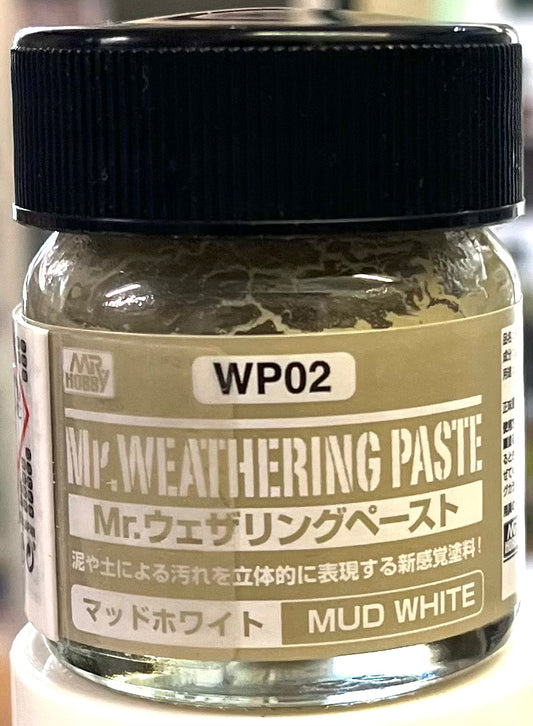 MR HOBBY
WP02
Mr.WEATHERING PASTE
Mr.ウェザリングペースト
泥や土による汚れを立体的に表現する新感覚塗料!
マッドホワイト MUD WHITE